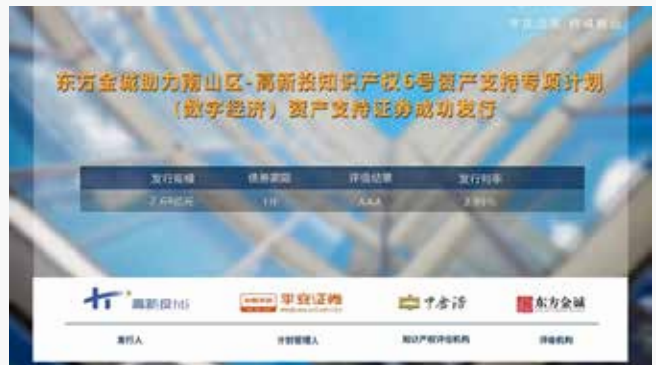 东方金诚助力南山区-高新投知识产权6号资产支持专项计划
（数字经济）资产支持证券成功发行
发行规模 债券期限 评级结果 发行利率
AAA
高新投hti 平安证券 中金浩 东方金诚
发行人 计划管理人 知识产权评估机构 评级机构